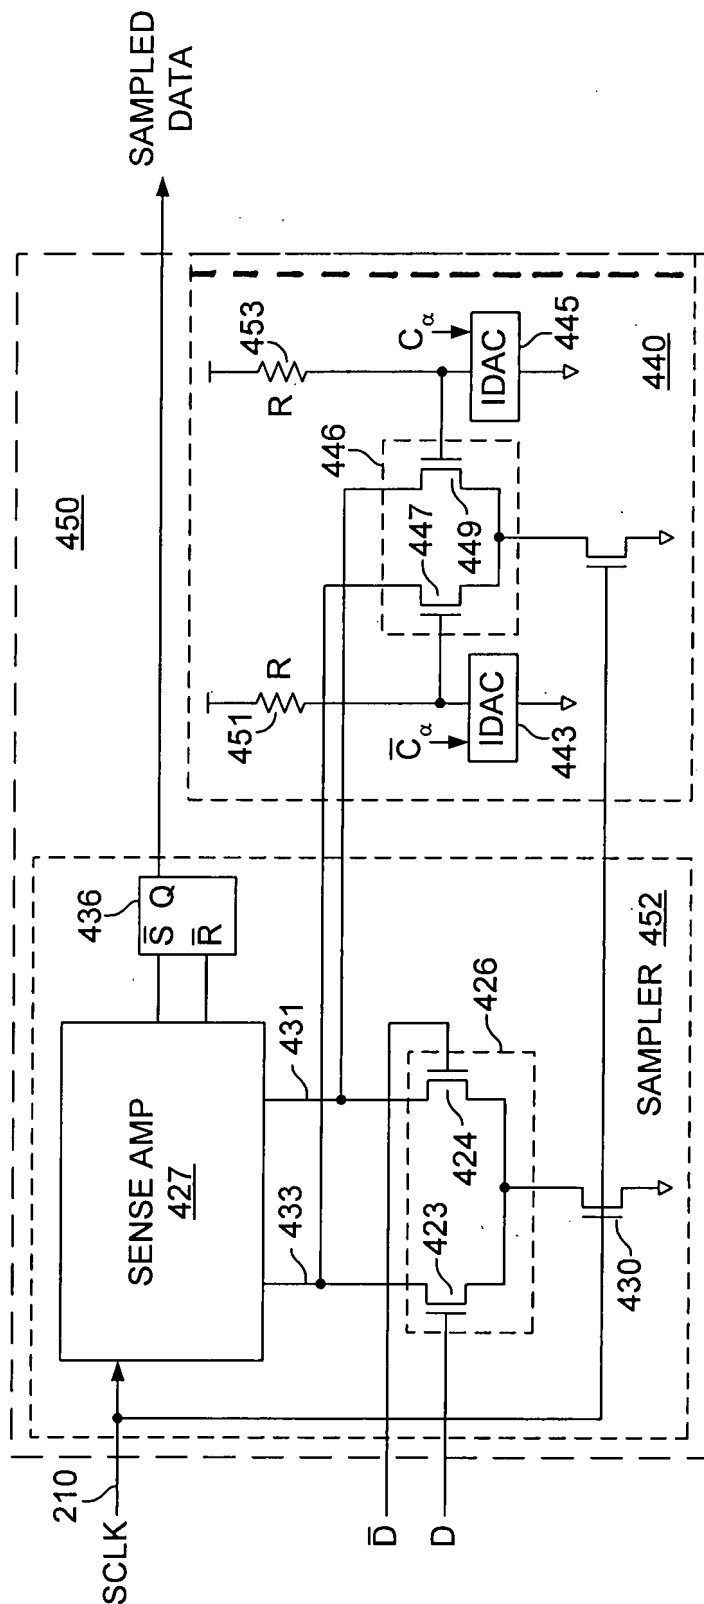 SAMPLED
DATA
450
453
R
C̄α
451
R
Cα
446
447
449
IDAC
443
IDAC
445
440
436
S̄ Q
R̄
SENSE AMP
427
431
433
426
424
423
430
SAMPLER 452
210
SCLK
D̄
D